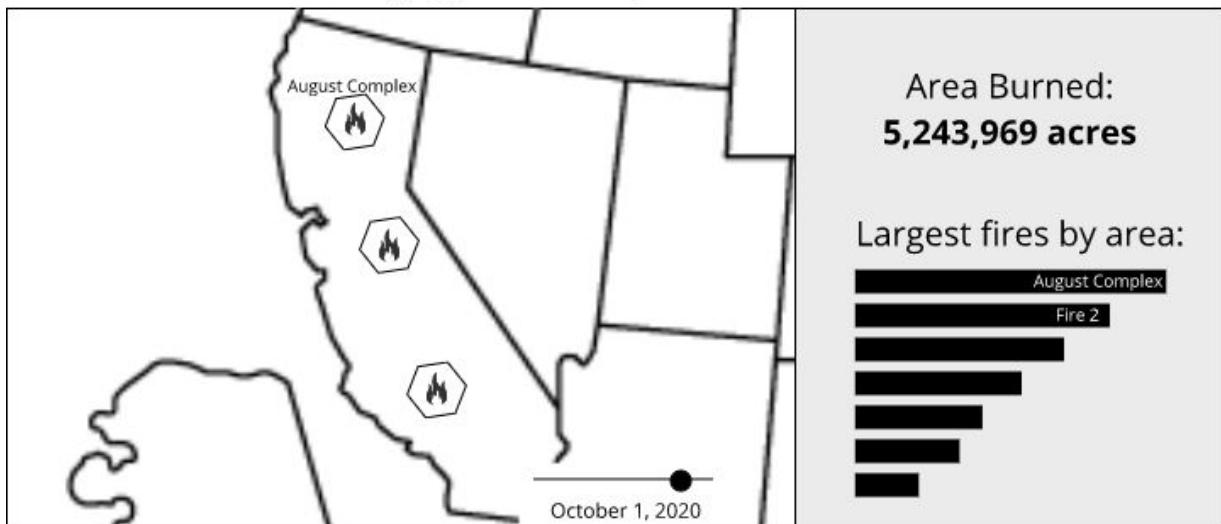 August Complex
October 1, 2020
Area Burned:
5,243,969 acres
Largest fires by area:
August Complex
Fire 2